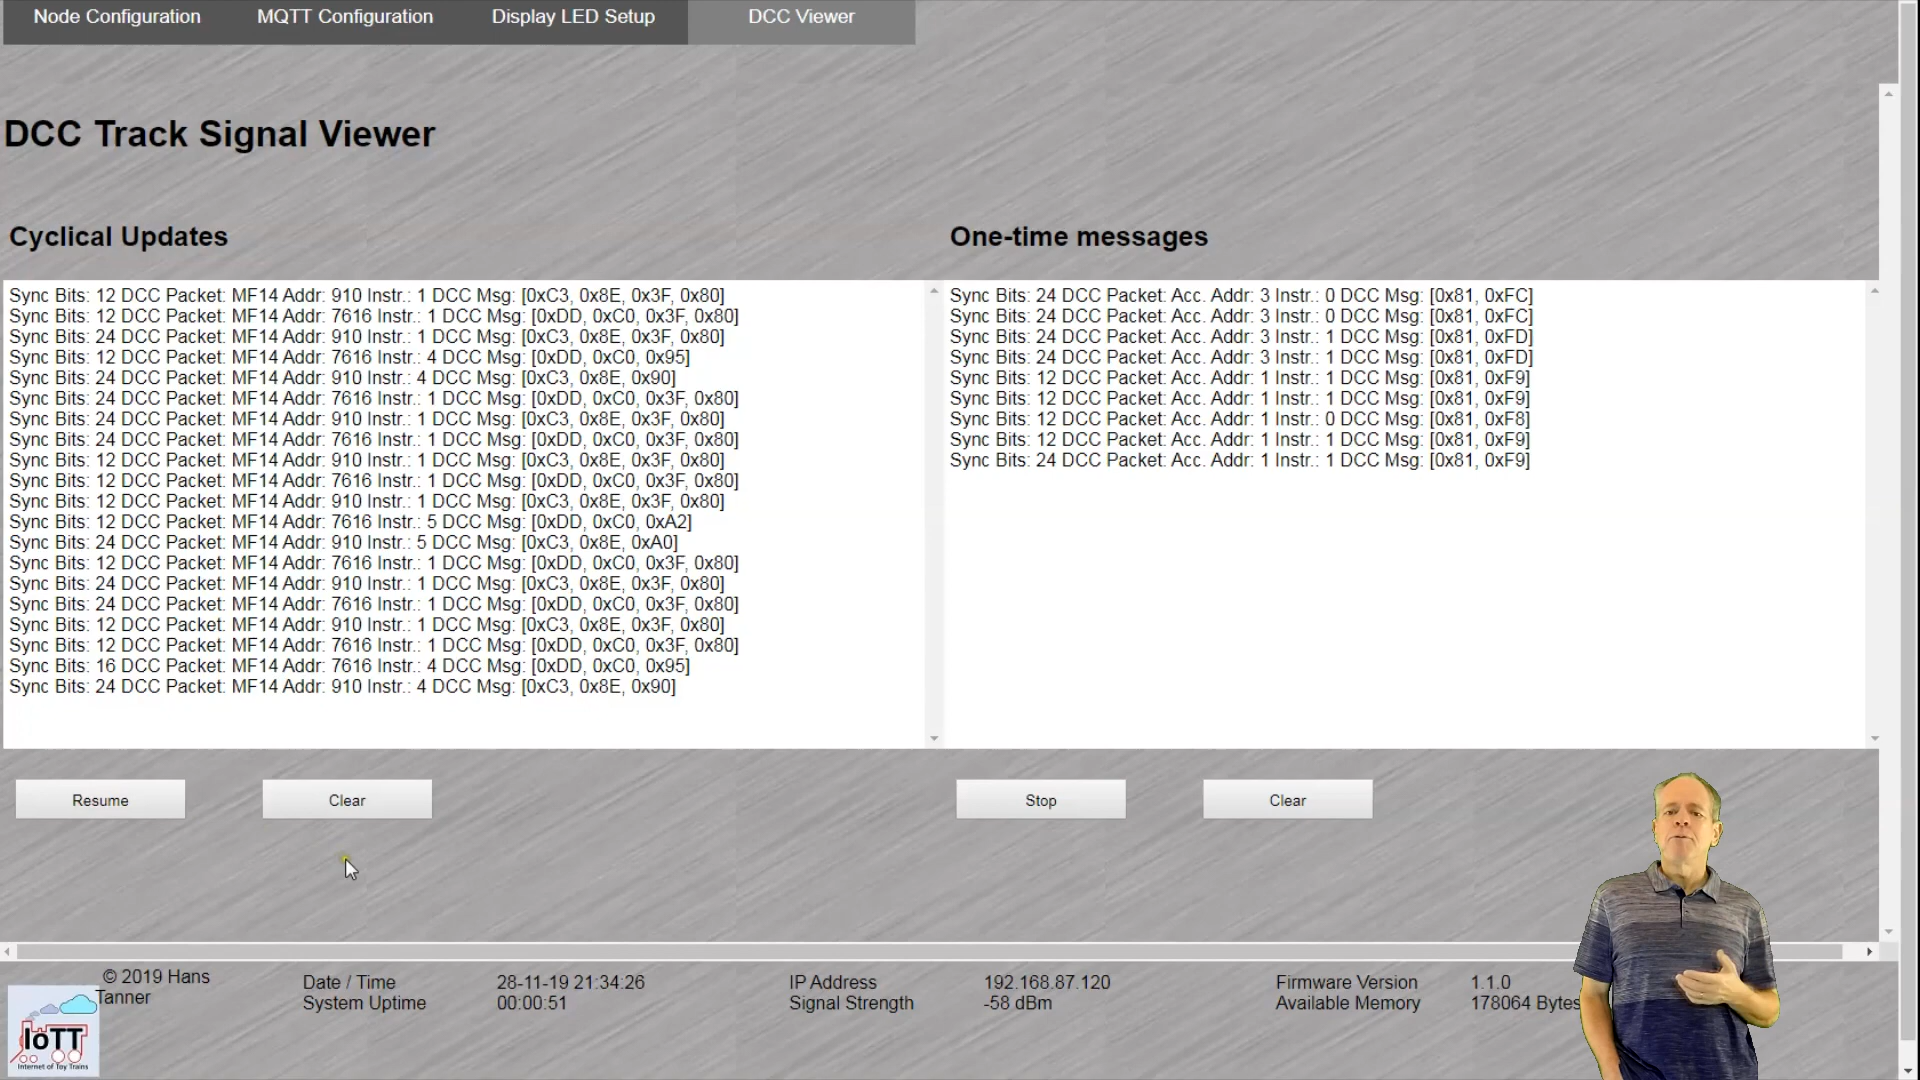 Node Configuration MQTT Configuration Display LED Setup DCC Viewer
DCC Track Signal Viewer
Cyclical Updates
Sync Bits: 12 DCC Packet: MF14 Addr: 910 Instr.: 1 DCC Msg: [0xC3, 0x8E, 0x3F, 0x80]
Sync Bits: 12 DCC Packet: MF14 Addr: 7616 Instr.: 1 DCC Msg: [0xDD, 0xC0, 0x3F, 0x80]
Sync Bits: 24 DCC Packet: MF14 Addr: 910 Instr.: 1 DCC Msg: [0xC3, 0x8E, 0x3F, 0x80]
Sync Bits: 12 DCC Packet: MF14 Addr: 7616 Instr.: 4 DCC Msg: [0xDD, 0xC0, 0x95]
Sync Bits: 24 DCC Packet: MF14 Addr: 910 Instr.: 4 DCC Msg: [0xC3, 0x8E, 0x90]
Sync Bits: 24 DCC Packet: MF14 Addr: 7616 Instr.: 1 DCC Msg: [0xDD, 0xC0, 0x3F, 0x80]
Sync Bits: 24 DCC Packet: MF14 Addr: 910 Instr.: 1 DCC Msg: [0xC3, 0x8E, 0x3F, 0x80]
Sync Bits: 24 DCC Packet: MF14 Addr: 7616 Instr.: 1 DCC Msg: [0xDD, 0xC0, 0x3F, 0x80]
Sync Bits: 12 DCC Packet: MF14 Addr: 910 Instr.: 1 DCC Msg: [0xC3, 0x8E, 0x3F, 0x80]
Sync Bits: 12 DCC Packet: MF14 Addr: 7616 Instr.: 1 DCC Msg: [0xDD, 0xC0, 0x3F, 0x80]
Sync Bits: 12 DCC Packet: MF14 Addr: 910 Instr.: 1 DCC Msg: [0xC3, 0x8E, 0x3F, 0x80]
Sync Bits: 12 DCC Packet: MF14 Addr: 7616 Instr.: 5 DCC Msg: [0xDD, 0xC0, 0xA2]
Sync Bits: 24 DCC Packet: MF14 Addr: 910 Instr.: 5 DCC Msg: [0xC3, 0x8E, 0xA0]
Sync Bits: 12 DCC Packet: MF14 Addr: 7616 Instr.: 1 DCC Msg: [0xDD, 0xC0, 0x3F, 0x80]
Sync Bits: 24 DCC Packet: MF14 Addr: 910 Instr.: 1 DCC Msg: [0xC3, 0x8E, 0x3F, 0x80]
Sync Bits: 24 DCC Packet: MF14 Addr: 7616 Instr.: 1 DCC Msg: [0xDD, 0xC0, 0x3F, 0x80]
Sync Bits: 12 DCC Packet: MF14 Addr: 910 Instr.: 1 DCC Msg: [0xC3, 0x8E, 0x3F, 0x80]
Sync Bits: 12 DCC Packet: MF14 Addr: 7616 Instr.: 1 DCC Msg: [0xDD, 0xC0, 0x3F, 0x80]
Sync Bits: 16 DCC Packet: MF14 Addr: 7616 Instr.: 4 DCC Msg: [0xDD, 0xC0, 0x95]
Sync Bits: 24 DCC Packet: MF14 Addr: 910 Instr.: 4 DCC Msg: [0xC3, 0x8E, 0x90]
Resume Clear
One-time messages
Sync Bits: 24 DCC Packet: Acc. Addr: 3 Instr.: 0 DCC Msg: [0x81, 0xFC]
Sync Bits: 24 DCC Packet: Acc. Addr: 3 Instr.: 0 DCC Msg: [0x81, 0xFC]
Sync Bits: 24 DCC Packet: Acc. Addr: 3 Instr.: 1 DCC Msg: [0x81, 0xFD]
Sync Bits: 24 DCC Packet: Acc. Addr: 3 Instr.: 1 DCC Msg: [0x81, 0xFD]
Sync Bits: 12 DCC Packet: Acc. Addr: 1 Instr.: 1 DCC Msg: [0x81, 0xF9]
Sync Bits: 12 DCC Packet: Acc. Addr: 1 Instr.: 1 DCC Msg: [0x81, 0xF9]
Sync Bits: 12 DCC Packet: Acc. Addr: 1 Instr.: 0 DCC Msg: [0x81, 0xF8]
Sync Bits: 12 DCC Packet: Acc. Addr: 1 Instr.: 1 DCC Msg: [0x81, 0xF9]
Sync Bits: 24 DCC Packet: Acc. Addr: 1 Instr.: 1 DCC Msg: [0x81, 0xF9]
Stop Clear
© 2019 Hans
Tanner
IoTT
Internet of Toy Trains
Date / Time 28-11-19 21:34:26
System Uptime 00:00:51
IP Address 192.168.87.120
Signal Strength -58 dBm
Firmware Version 1.1.0
Available Memory 178064 Bytes